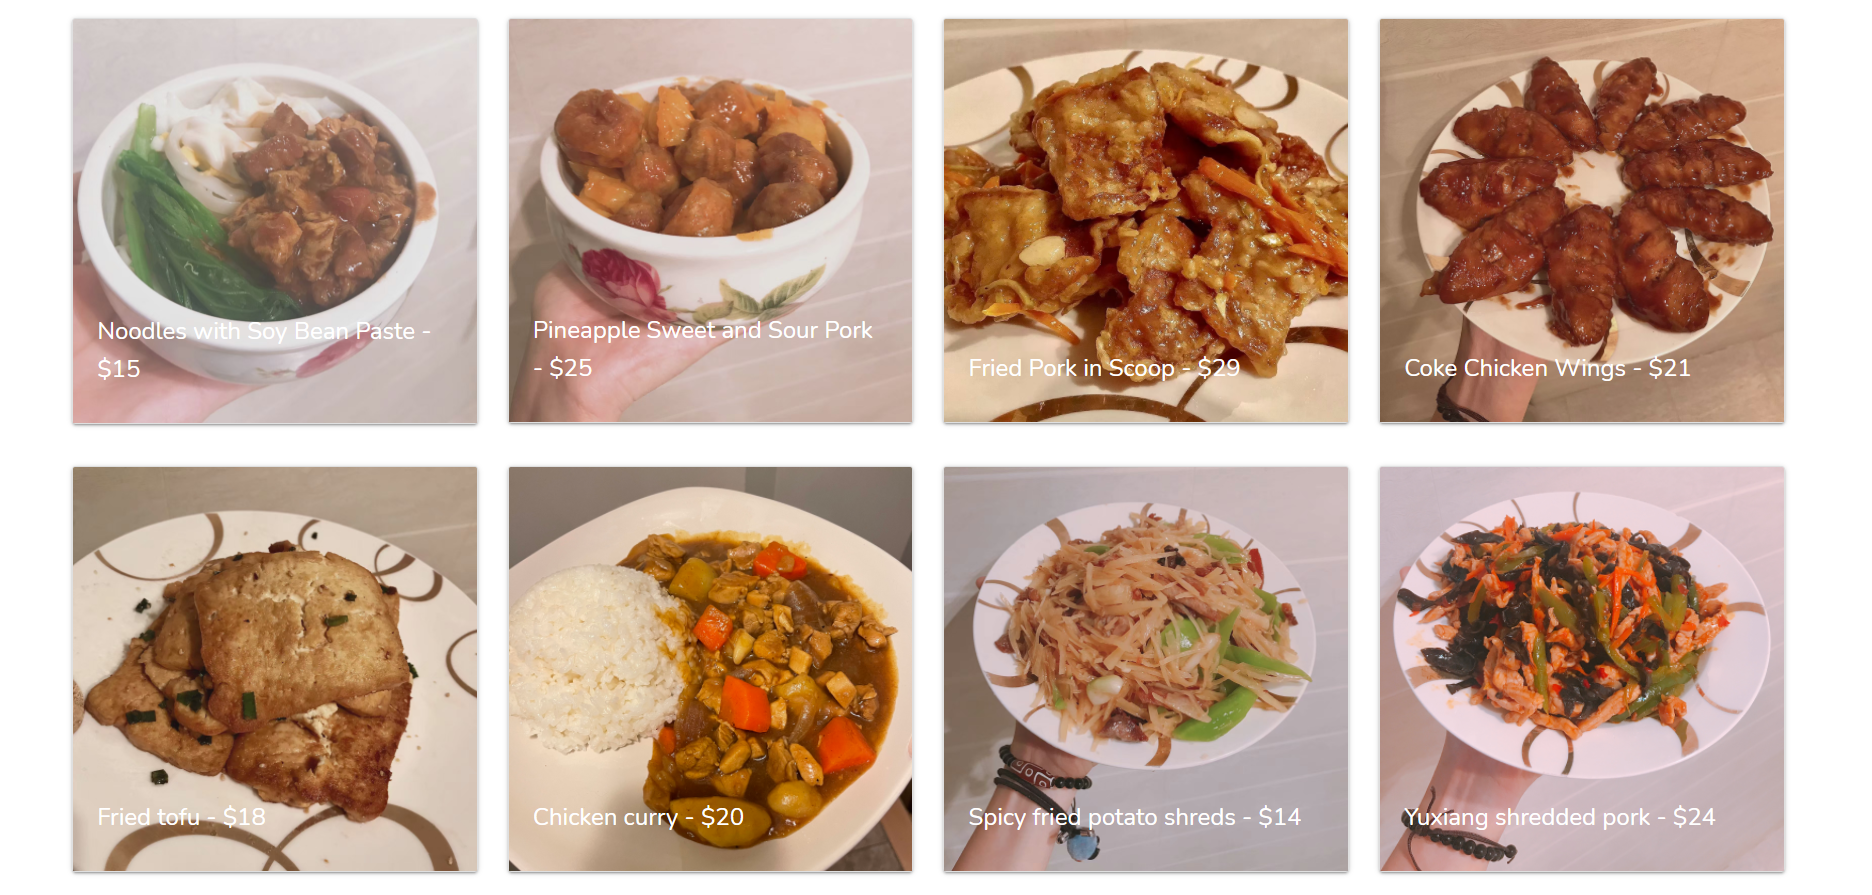 Noodles with Soy Bean Paste -
$15
Pineapple Sweet and Sour Pork
- $25
Fried Pork in Scoop - $29
Coke Chicken Wings - $21
Fried tofu - $18
Chicken curry - $20
Spicy fried potato shreds - $14
Yuxiang shredded pork - $24